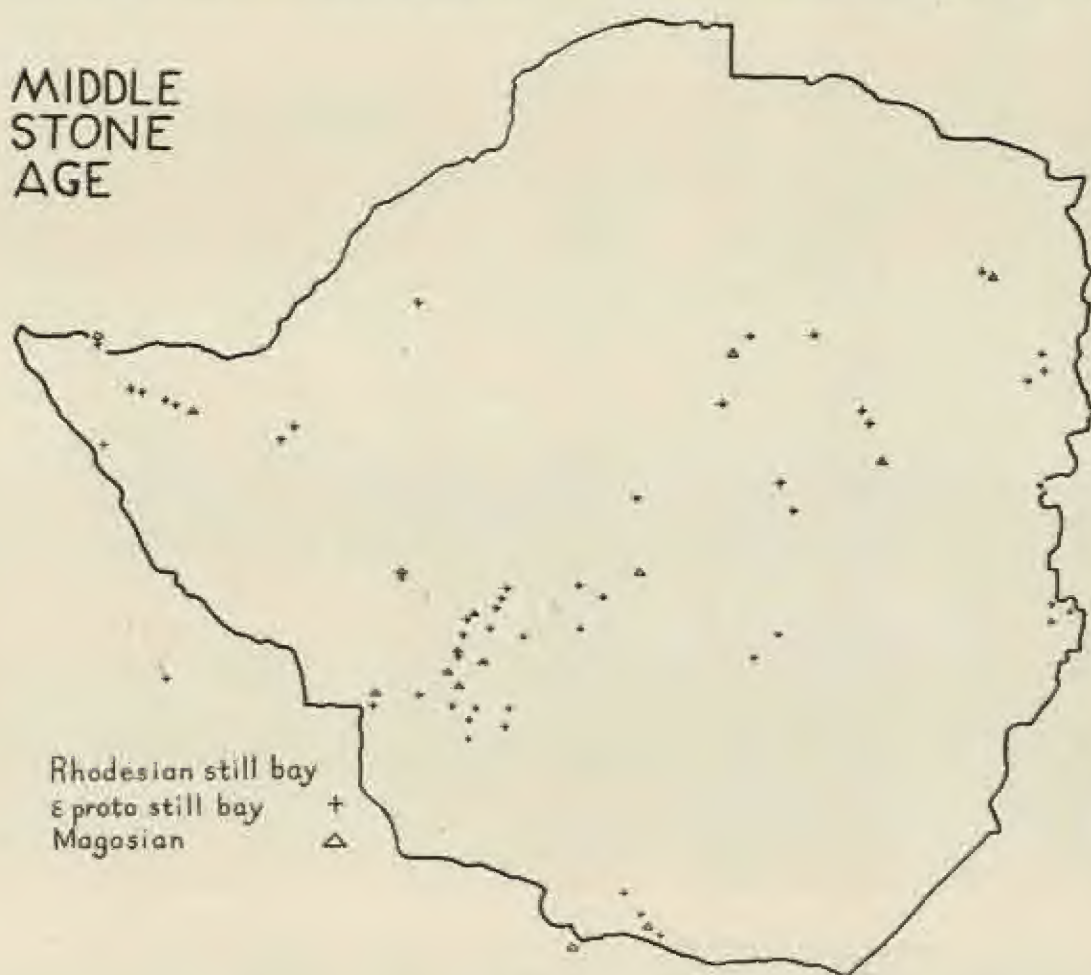 MIDDLE
STONE
AGE
Rhodesian still bay
& proto still bay +
Magosian △